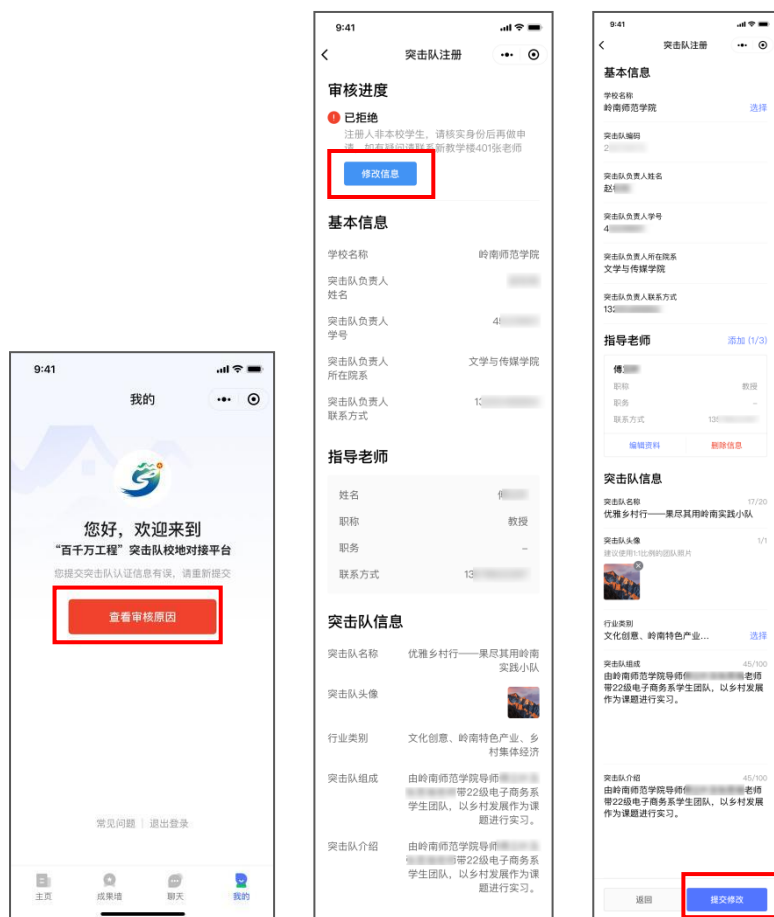 9:41
我的
您好，欢迎来到
“百千万工程”突击队校地对接平台
您提交突击队认证信息有误，请重新提交
查看审核原因
常见问题 | 退出登录
主页
成果墙
聊天
我的
9:41
突击队注册
审核进度
已拒绝
注册人非本校学生，请核实身份后再做申
请，如有疑问请联系新教学楼401张老师
修改信息
基本信息
学校名称 岭南师范学院
突击队负责人
姓名
突击队负责人
学号
突击队负责人 文学与传媒学院
所在院系
突击队负责人
联系方式
指导老师
姓名
职称 教授
职务 –
联系方式 13
突击队信息
突击队名称 优雅乡村行——果尽其用岭南
实践小队
突击队头像
行业类别 文化创意、岭南特色产业、乡
村集体经济
突击队组成 由岭南师范学院导师
带22级电子商务系
学生团队，以乡村发展作为课
题进行实习。
突击队介绍 由岭南师范学院导师
带22级电子商务系
学生团队，以乡村发展作为课
题进行实习。
9:41
突击队注册
基本信息
学校名称
岭南师范学院 选择
突击队编码
2
突击队负责人姓名
赵
突击队负责人学号
4
突击队负责人所在院系
文学与传媒学院
突击队负责人联系方式
132
指导老师 添加 (1/3)
傅
职称 教授
职务 –
联系方式 135
编辑资料 删除信息
突击队信息
突击队名称 17/20
优雅乡村行——果尽其用岭南实践小队
突击队头像 1/1
建议使用1:1比例的团队照片
行业类别
文化创意、岭南特色产业... 选择
突击队组成 45/100
由岭南师范学院导师 老师
带22级电子商务系学生团队，以乡村发展
作为课题进行实习。
突击队介绍 45/100
由岭南师范学院导师 老师
带22级电子商务系学生团队，以乡村发展
作为课题进行实习。
返回 提交修改